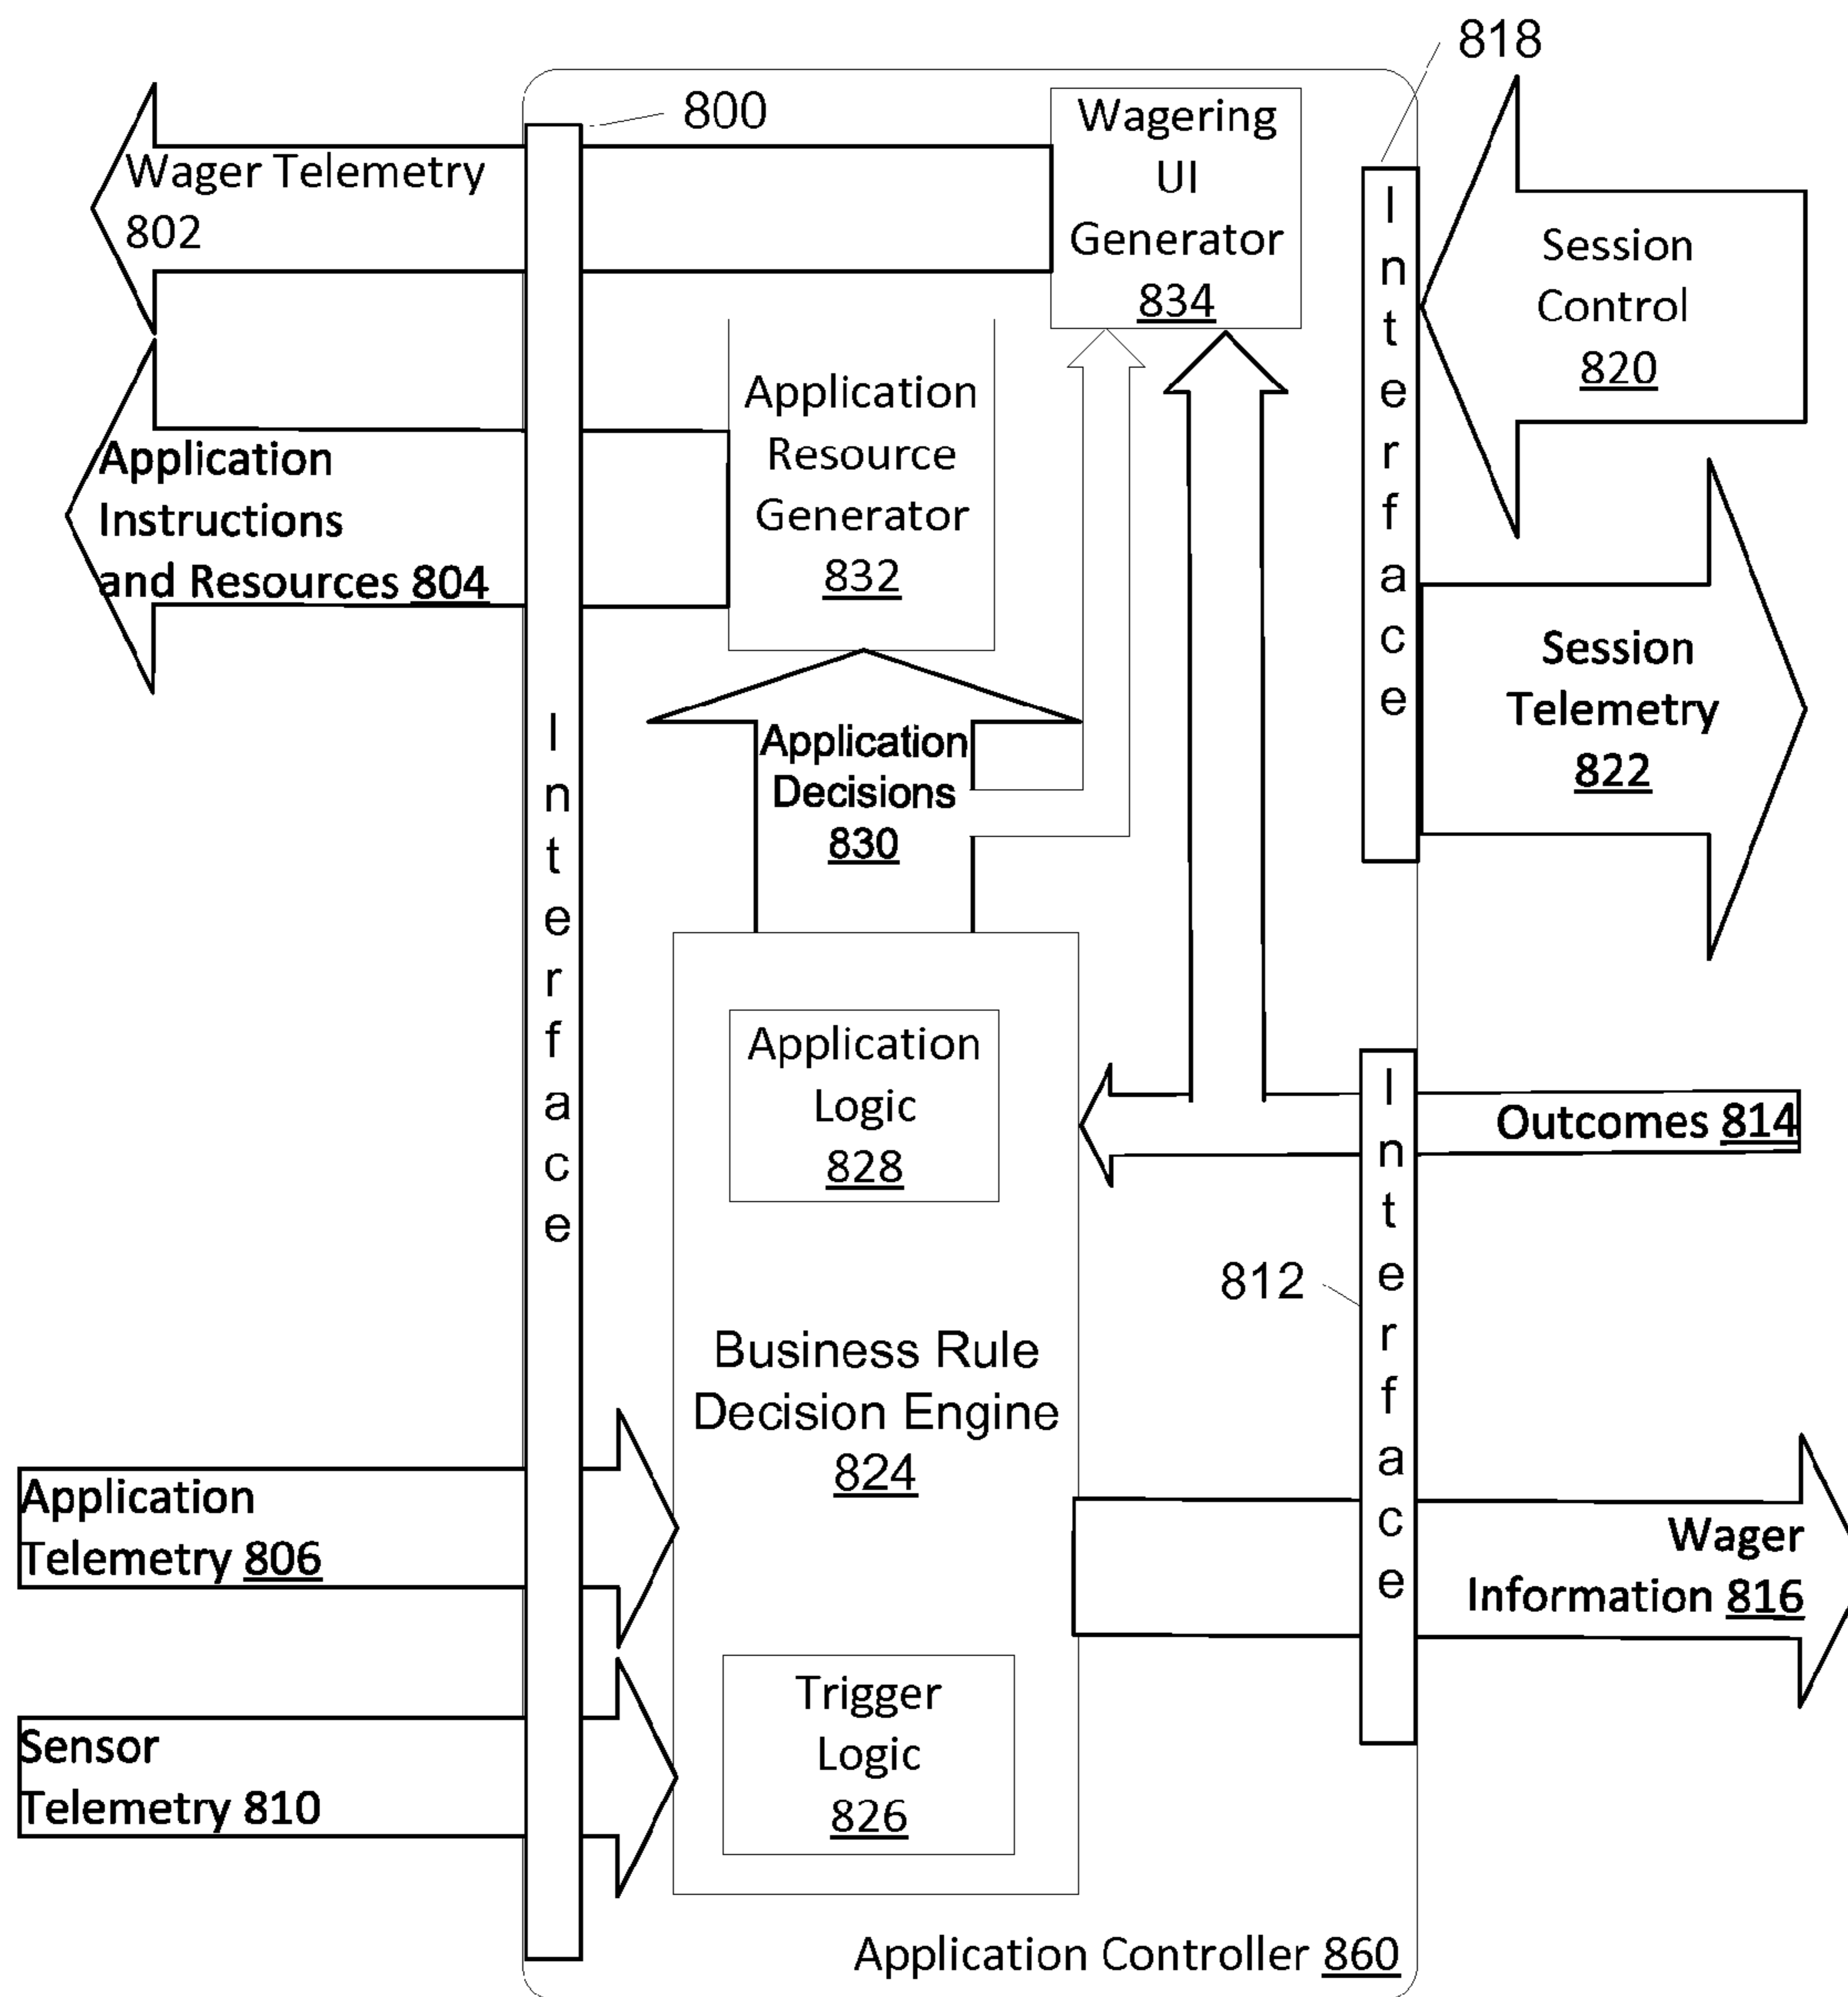 818
800
Wagering
UI
Generator
834
Wager Telemetry
802
Interface
Session
Control
820
Application
Resource
Generator
832
Application
Instructions
and Resources 804
Session
Telemetry
822
Interface
Application
Decisions
830
Application
Logic
828
Interface
Outcomes 814
812
Business Rule
Decision Engine
824
Application
Telemetry 806
Wager
Information 816
Trigger
Logic
826
Sensor
Telemetry 810
Application Controller 860